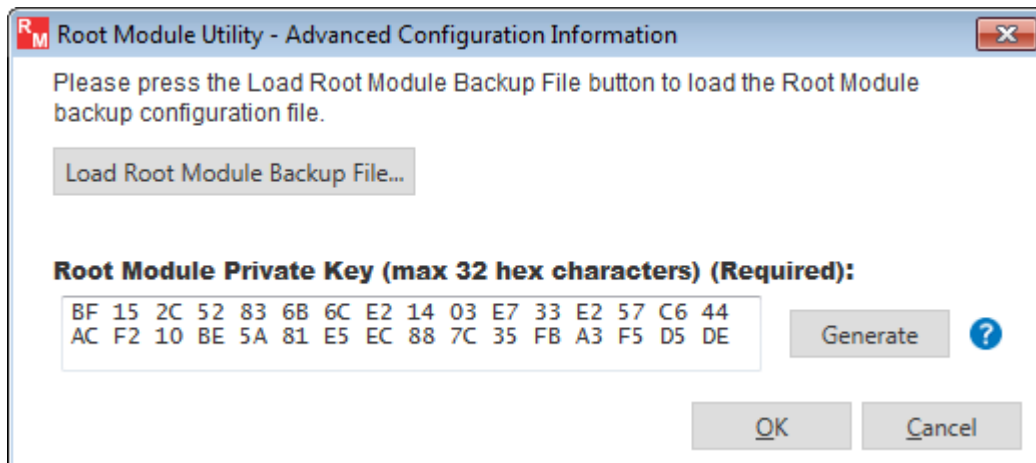 RM Root Module Utility - Advanced Configuration Information
Please press the Load Root Module Backup File button to load the Root Module
backup configuration file.
Load Root Module Backup File...
Root Module Private Key (max 32 hex characters) (Required):
BF 15 2C 52 83 6B 6C E2 14 03 E7 33 E2 57 C6 44
AC F2 10 BE 5A 81 E5 EC 88 7C 35 FB A3 F5 D5 DE
Generate ?
OK Cancel